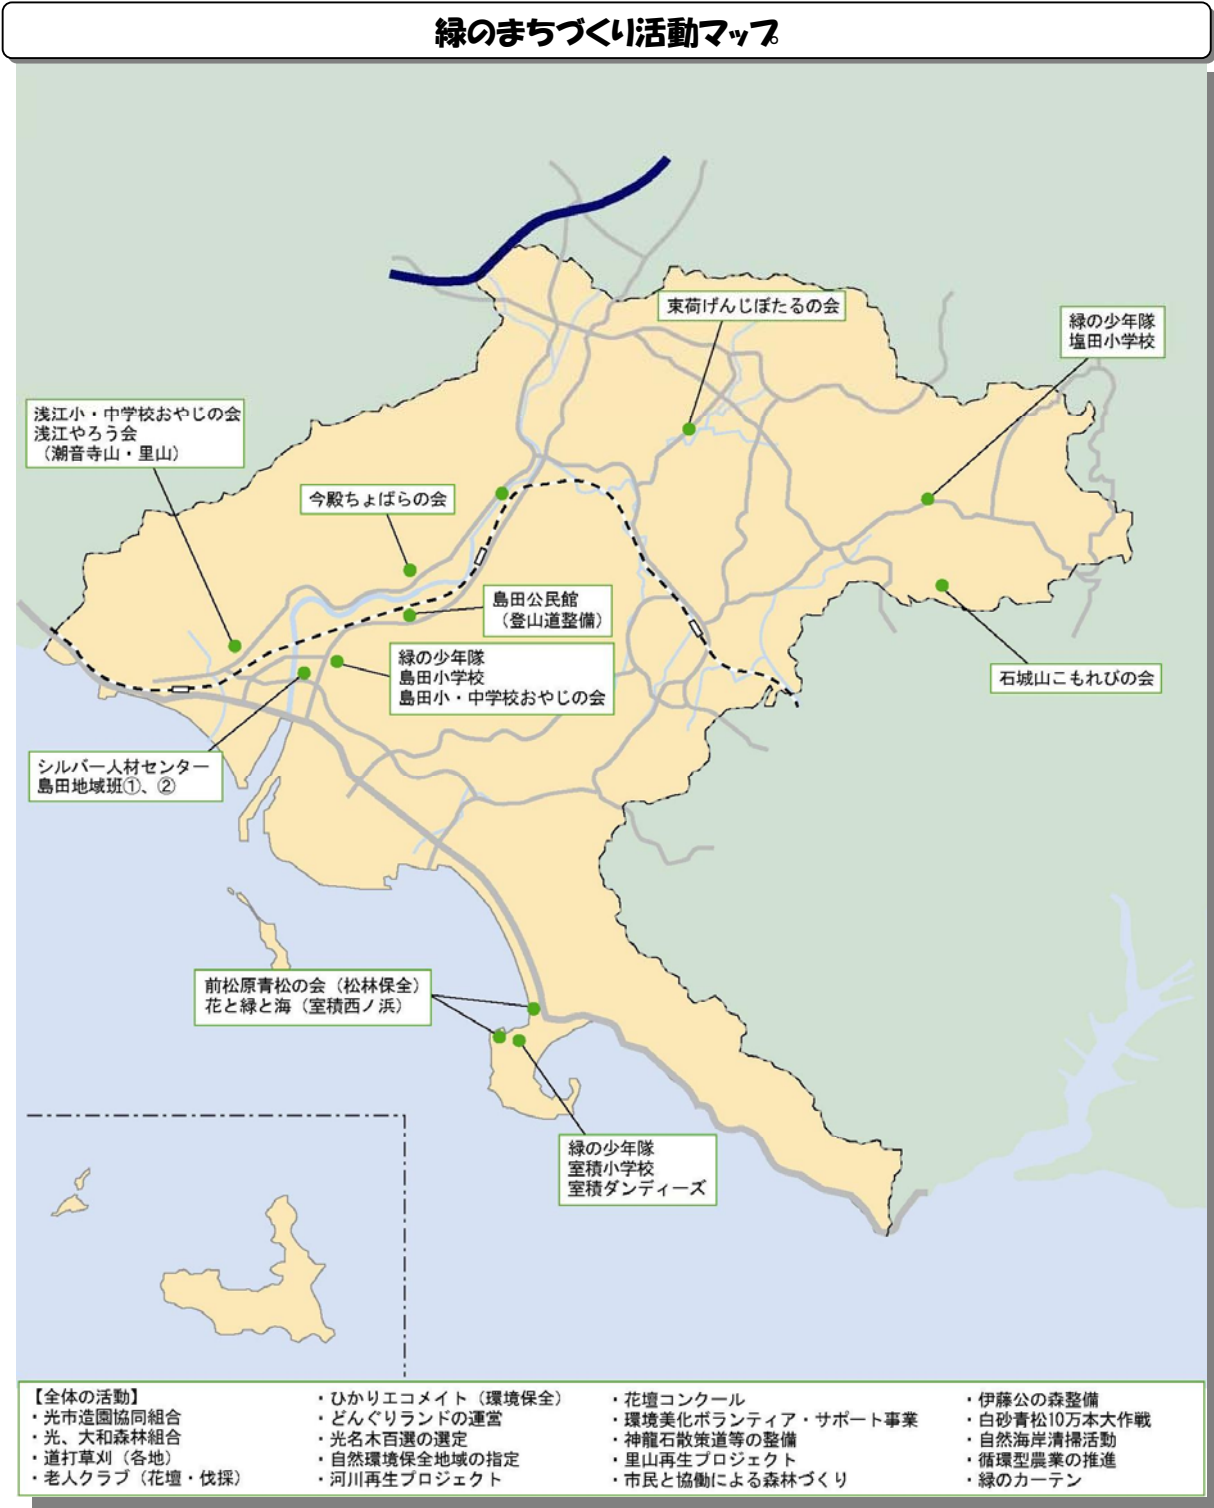 緑のまちづくり活動マップ
束荷げんじぼたるの会
緑の少年隊
塩田小学校
浅江小・中学校おやじの会
浅江やろう会
（潮音寺山・里山）
今殿ちょばらの会
島田公民館
（登山道整備）
緑の少年隊
島田小学校
島田小・中学校おやじの会
石城山こもれびの会
シルバー人材センター
島田地域班①、②
前松原青松の会（松林保全）
花と緑と海（室積西ノ浜）
緑の少年隊
室積小学校
室積ダンディーズ
【全体の活動】
・光市造園協同組合
・光、大和森林組合
・道打草刈（各地）
・老人クラブ（花壇・伐採）
・ひかりエコメイト（環境保全）
・どんぐりランドの運営
・光名木百選の選定
・自然環境保全地域の指定
・河川再生プロジェクト
・花壇コンクール
・環境美化ボランティア・サポート事業
・神龍石散策道等の整備
・里山再生プロジェクト
・市民と協働による森林づくり
・伊藤公の森整備
・白砂青松10万本大作戦
・自然海岸清掃活動
・循環型農業の推進
・緑のカーテン